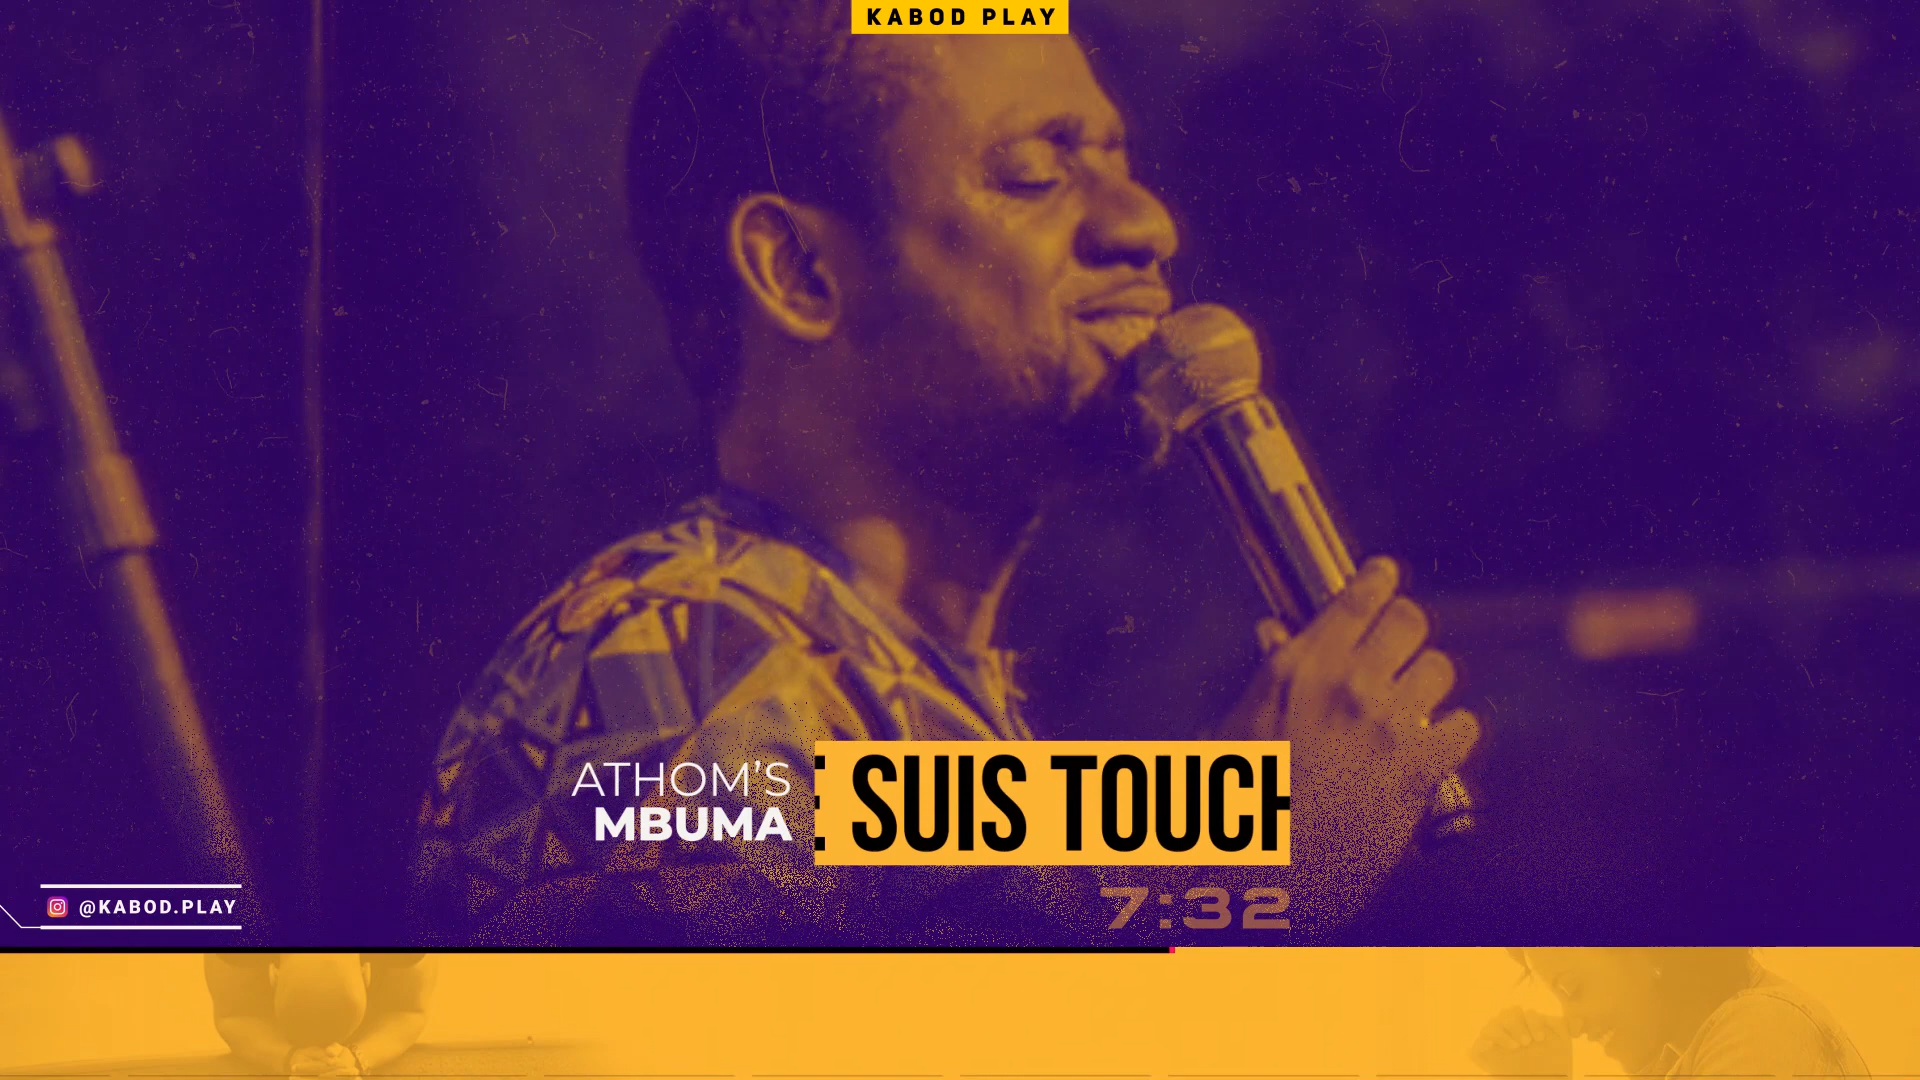 KABOD PLAY
ATHOM'S
MBUMA
E SUIS TOUCH
7:32
@KABOD.PLAY